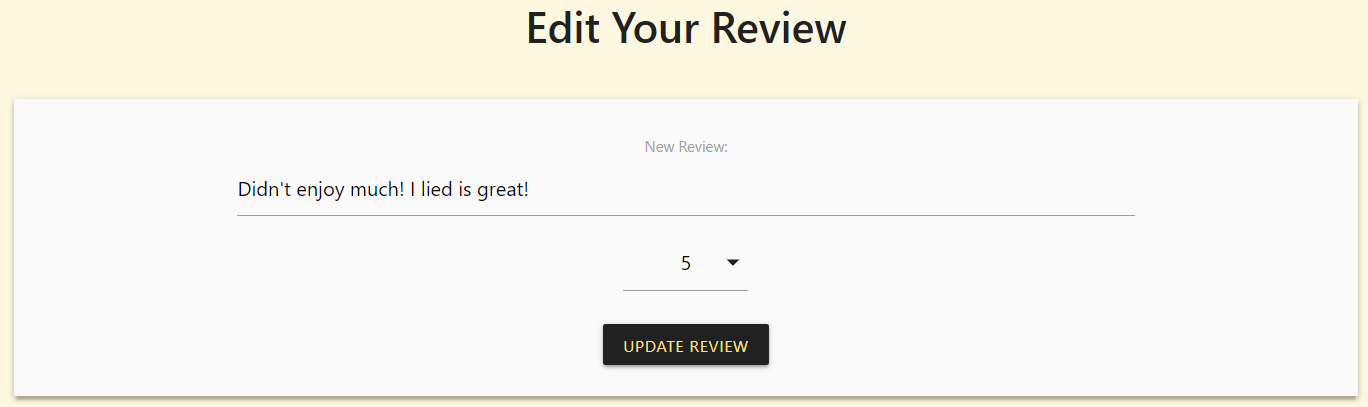 Edit Your Review
New Review:
Didn't enjoy much! I lied is great!
5
UPDATE REVIEW